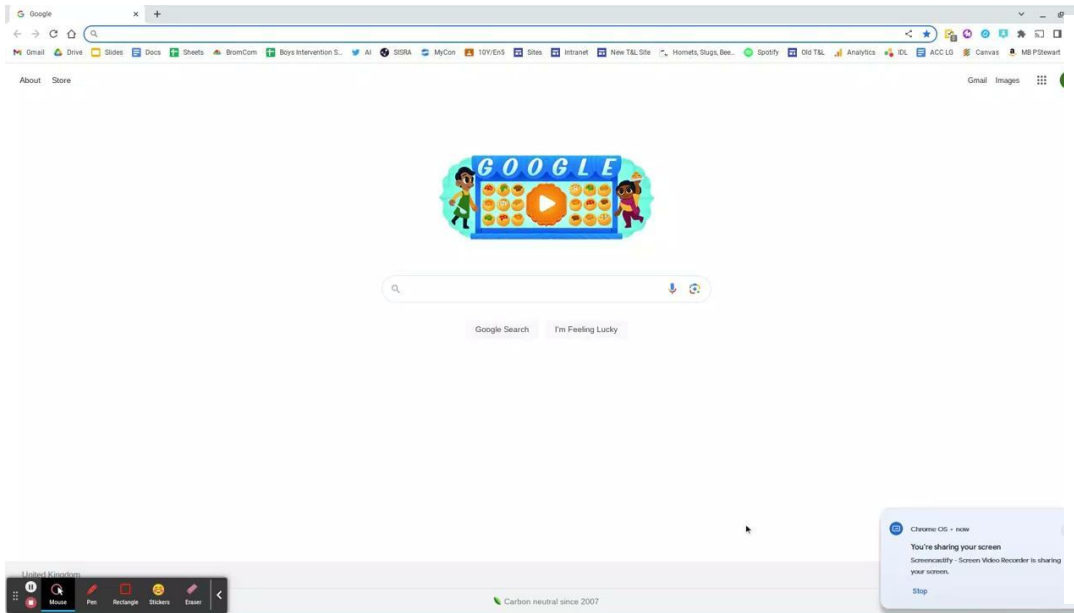 Google
Gmail Drive Slides Docs Sheets BromCom Boys Intervention S... AI SISRA MyCon 10Y/En5 Sites Intranet New T&L Site Hornets, Slugs, Bee... Spotify Old T&L Analytics IDL ACC LG Canvas MB PStewart
About Store
Gmail Images
GOOGLE
Google Search I'm Feeling Lucky
Chrome OS • now
You're sharing your screen
Screencastify - Screen Video Recorder is sharing
your screen.
Stop
United Kingdom
Mouse Pen Rectangle Stickers Eraser
Carbon neutral since 2007